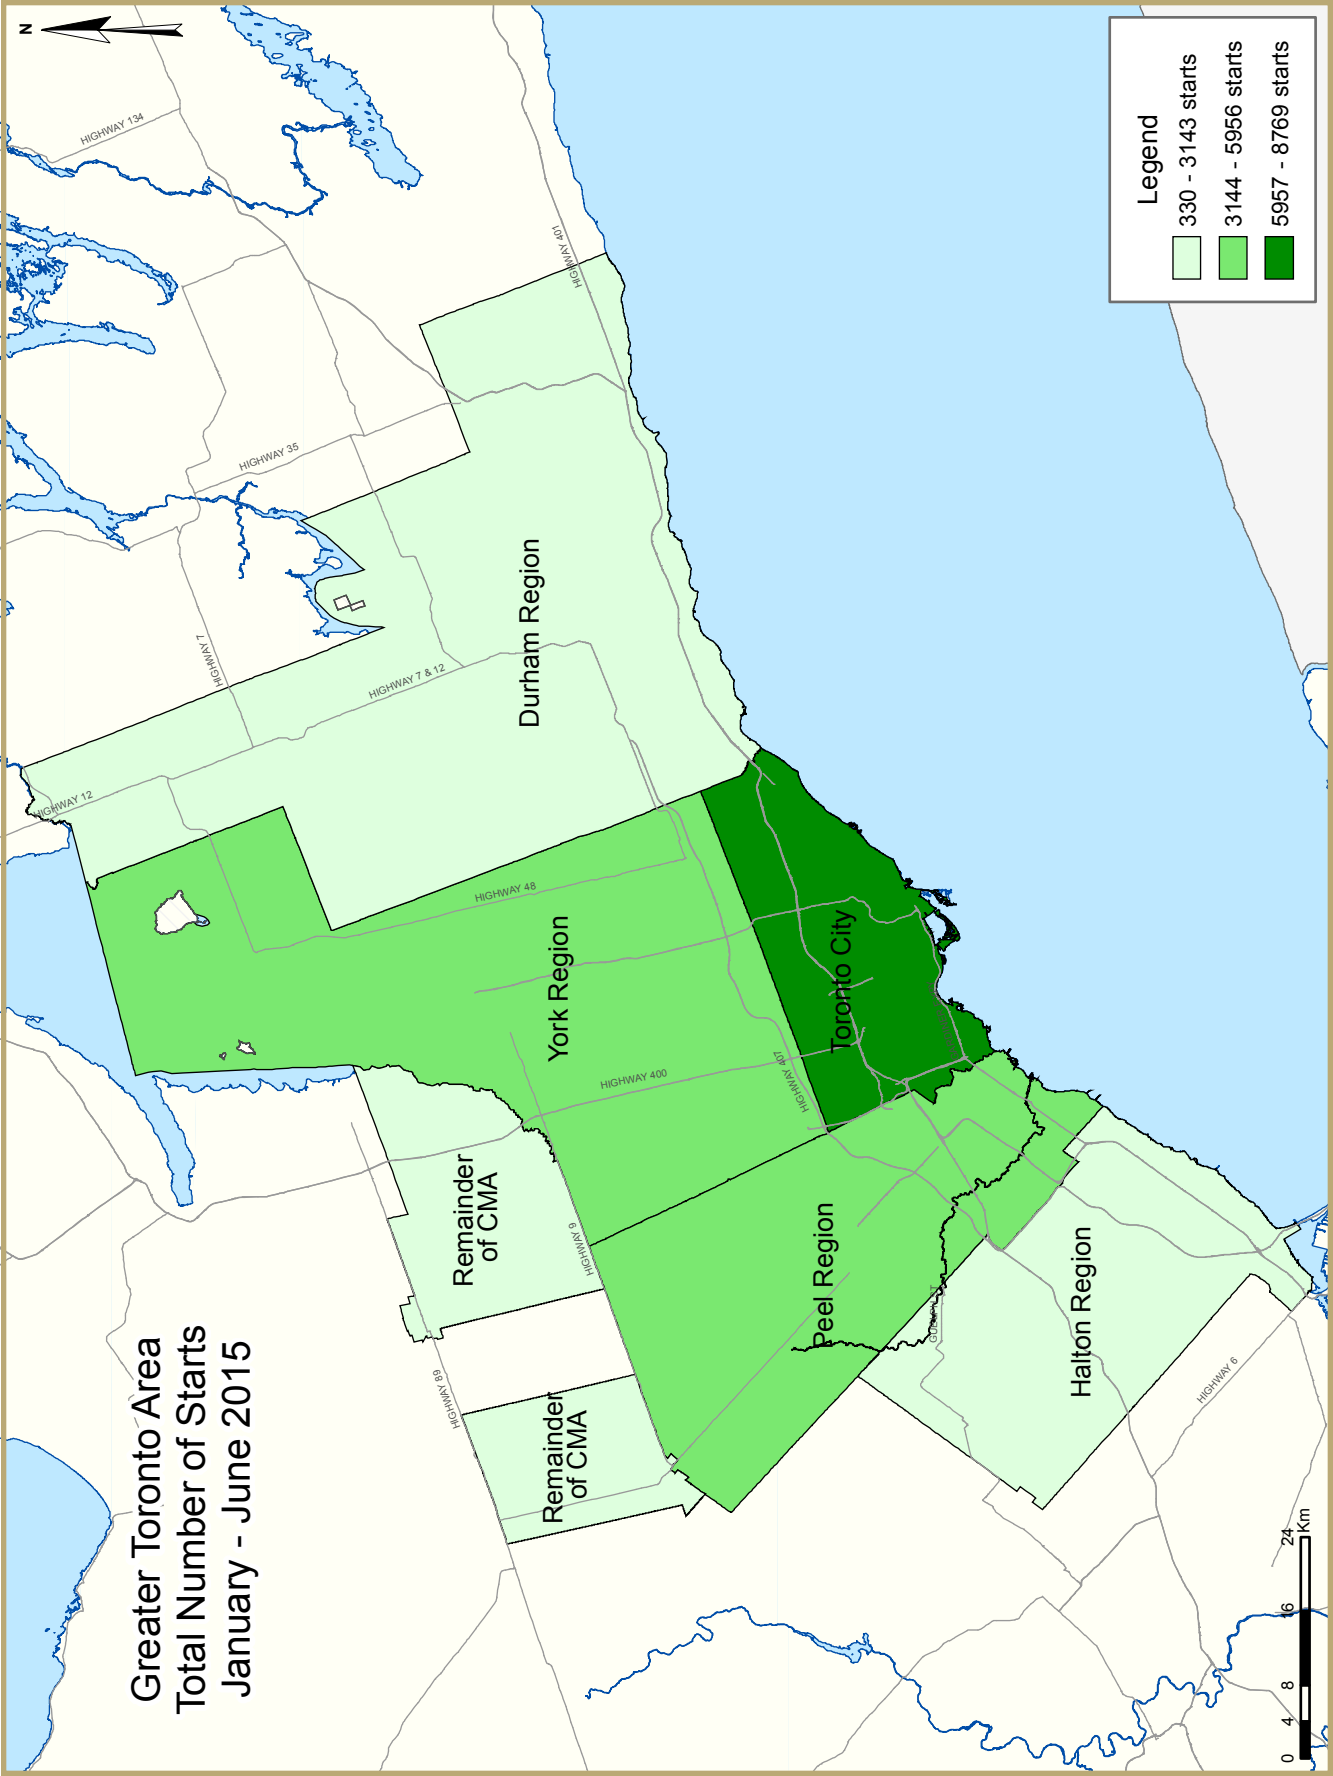 Greater Toronto Area
Total Number of Starts
January - June 2015
N
HIGHWAY 134
HIGHWAY 401
HIGHWAY 35
HIGHWAY 7
HIGHWAY 7 & 12
HIGHWAY 12
HIGHWAY 48
HIGHWAY 400
HIGHWAY 407
HIGHWAY 9
HIGHWAY 89
HIGHWAY 6
Durham Region
York Region
Toronto City
Peel Region
Halton Region
Remainder
of CMA
Remainder
of CMA
Legend
330 - 3143 starts
3144 - 5956 starts
5957 - 8769 starts
0 4 8 16 24
Km